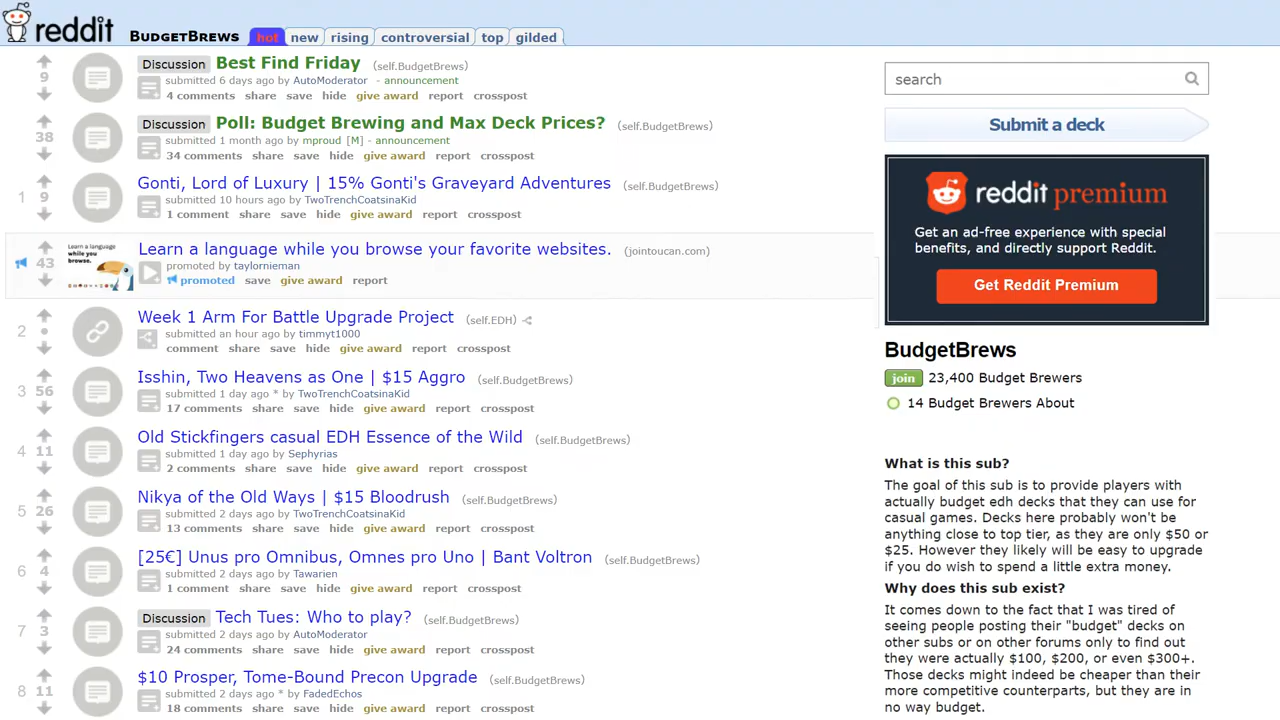 reddit BUDGETBREWS hot new rising controversial top gilded
9
Discussion Best Find Friday (self.BudgetBrews)
submitted 6 days ago by AutoModerator - announcement
4 comments share save hide give award report crosspost
38
Discussion Poll: Budget Brewing and Max Deck Prices? (self.BudgetBrews)
submitted 1 month ago by mproud [M] - announcement
34 comments share save hide give award report crosspost
1 9
Gonti, Lord of Luxury | 15% Gonti's Graveyard Adventures (self.BudgetBrews)
submitted 10 hours ago by TwoTrenchCoatsinaKid
1 comment share save hide give award report crosspost
43
Learn a language
while you
browse.
Learn a language while you browse your favorite websites. (jointoucan.com)
promoted by taylornieman
promoted save give award report
2 •
Week 1 Arm For Battle Upgrade Project (self.EDH)
submitted an hour ago by timmyt1000
comment share save hide give award report crosspost
3 56
Isshin, Two Heavens as One | $15 Aggro (self.BudgetBrews)
submitted 1 day ago * by TwoTrenchCoatsinaKid
17 comments share save hide give award report crosspost
4 11
Old Stickfingers casual EDH Essence of the Wild (self.BudgetBrews)
submitted 1 day ago by Sephyrias
2 comments share save hide give award report crosspost
5 26
Nikya of the Old Ways | $15 Bloodrush (self.BudgetBrews)
submitted 2 days ago by TwoTrenchCoatsinaKid
13 comments share save hide give award report crosspost
6 4
[25€] Unus pro Omnibus, Omnes pro Uno | Bant Voltron (self.BudgetBrews)
submitted 2 days ago by Tawarien
1 comment share save hide give award report crosspost
7 3
Discussion Tech Tues: Who to play? (self.BudgetBrews)
submitted 2 days ago by AutoModerator
24 comments share save hide give award report crosspost
8 11
$10 Prosper, Tome-Bound Precon Upgrade (self.BudgetBrews)
submitted 2 days ago * by FadedEchos
18 comments share save hide give award report crosspost
search
Submit a deck
reddit premium
Get an ad-free experience with special
benefits, and directly support Reddit.
Get Reddit Premium
BudgetBrews
join 23,400 Budget Brewers
14 Budget Brewers About
What is this sub?
The goal of this sub is to provide players with
actually budget edh decks that they can use for
casual games. Decks here probably won't be
anything close to top tier, as they are only $50 or
$25. However they likely will be easy to upgrade
if you do wish to spend a little extra money.
Why does this sub exist?
It comes down to the fact that I was tired of
seeing people posting their "budget" decks on
other subs or on other forums only to find out
they were actually $100, $200, or even $300+.
Those decks might indeed be cheaper than their
more competitive counterparts, but they are in
no way budget.